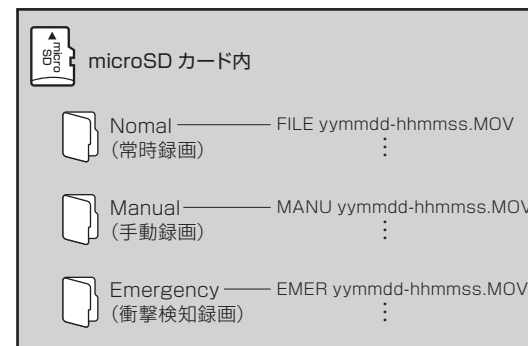 micro
SD
microSD カード内
Nomal FILE yymmdd-hhmmss.MOV
（常時録画）
Manual MANU yymmdd-hhmmss.MOV
（手動録画）
Emergency EMER yymmdd-hhmmss.MOV
（衝撃検知録画）